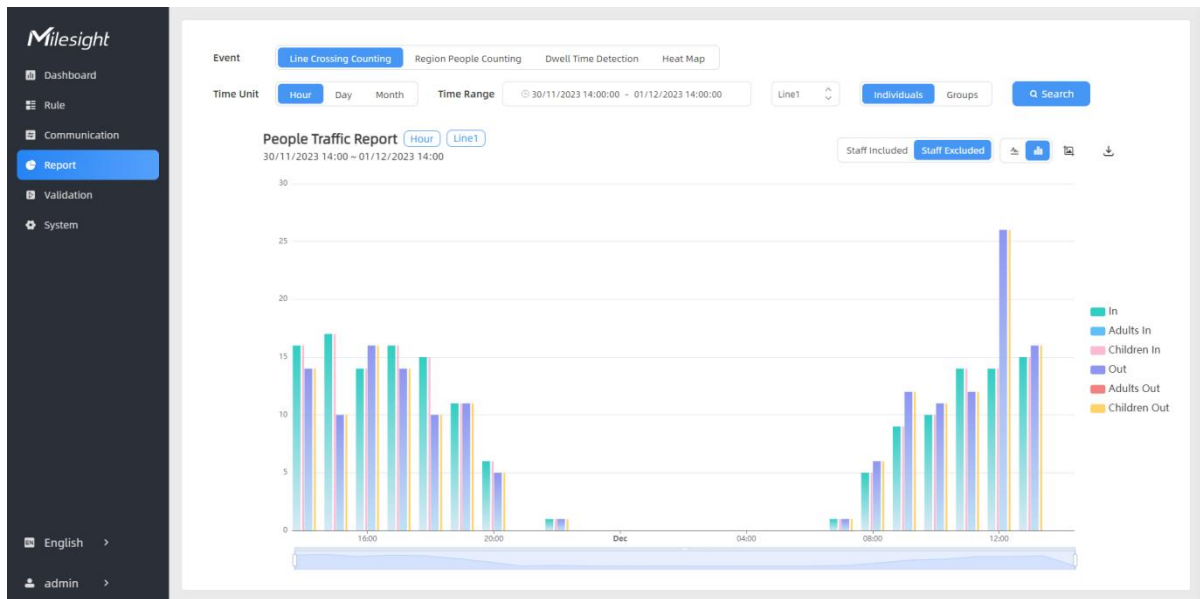 Milesight
Dashboard
Rule
Communication
Report
Validation
System
EN English >
admin >
Event Line Crossing Counting Region People Counting Dwell Time Detection Heat Map
Time Unit Hour Day Month Time Range 30/11/2023 14:00:00 - 01/12/2023 14:00:00 Line1 Individuals Groups Search
People Traffic Report Hour Line1
30/11/2023 14:00 ~ 01/12/2023 14:00
Staff Included Staff Excluded
30
25
20
15
10
5
0
16:00 20:00 Dec 04:00 08:00 12:00
In
Adults In
Children In
Out
Adults Out
Children Out